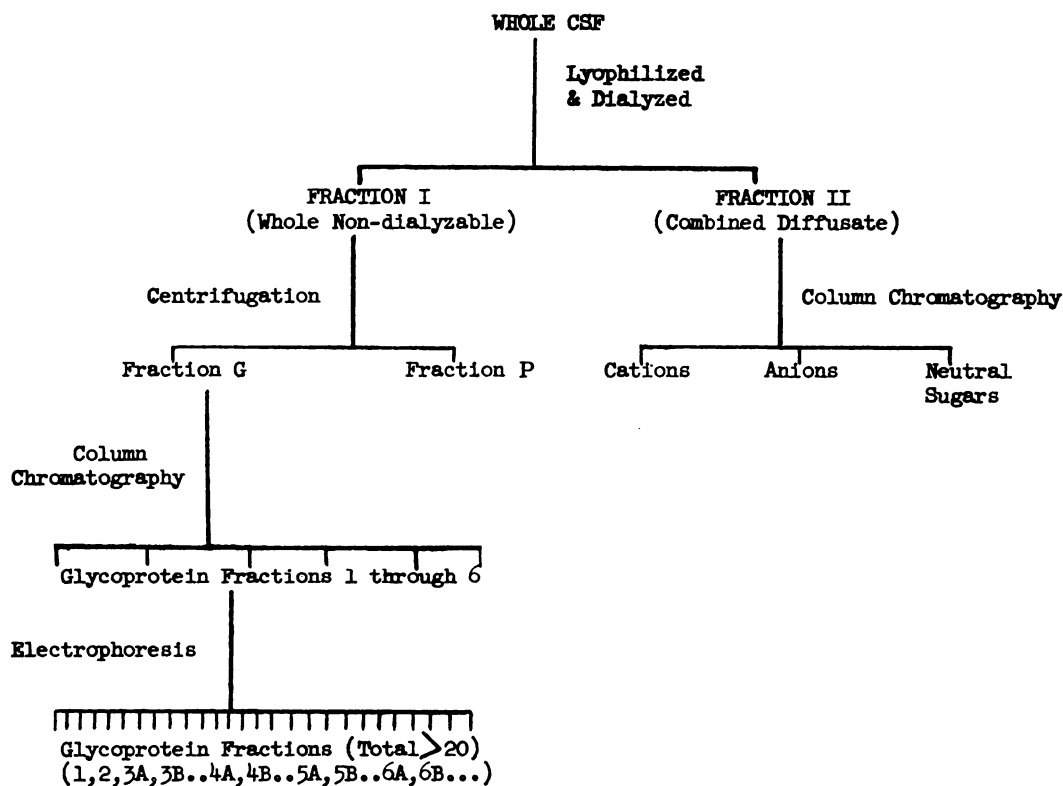 WHOLE CSF
Lyophilized
& Dialyzed
FRACTION I
(Whole Non-dialyzable)
FRACTION II
(Combined Diffusate)
Centrifugation
Column Chromatography
Fraction G
Fraction P
Cations
Anions
Neutral
Sugars
Column
Chromatography
Glycoprotein Fractions 1 through 6
Electrophoresis
Glycoprotein Fractions (Total >20)
(1,2,3A,3B..4A,4B..5A,5B..6A,6B...)